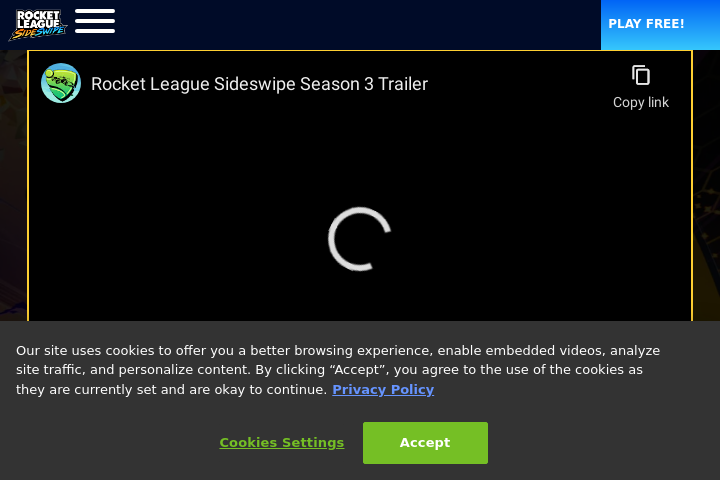 ROCKET
LEAGUE
SIDESWIPE
PLAY FREE!
Rocket League Sideswipe Season 3 Trailer
Copy link
Our site uses cookies to offer you a better browsing experience, enable embedded videos, analyze
site traffic, and personalize content. By clicking “Accept”, you agree to the use of the cookies as
they are currently set and are okay to continue. Privacy Policy
Cookies Settings
Accept